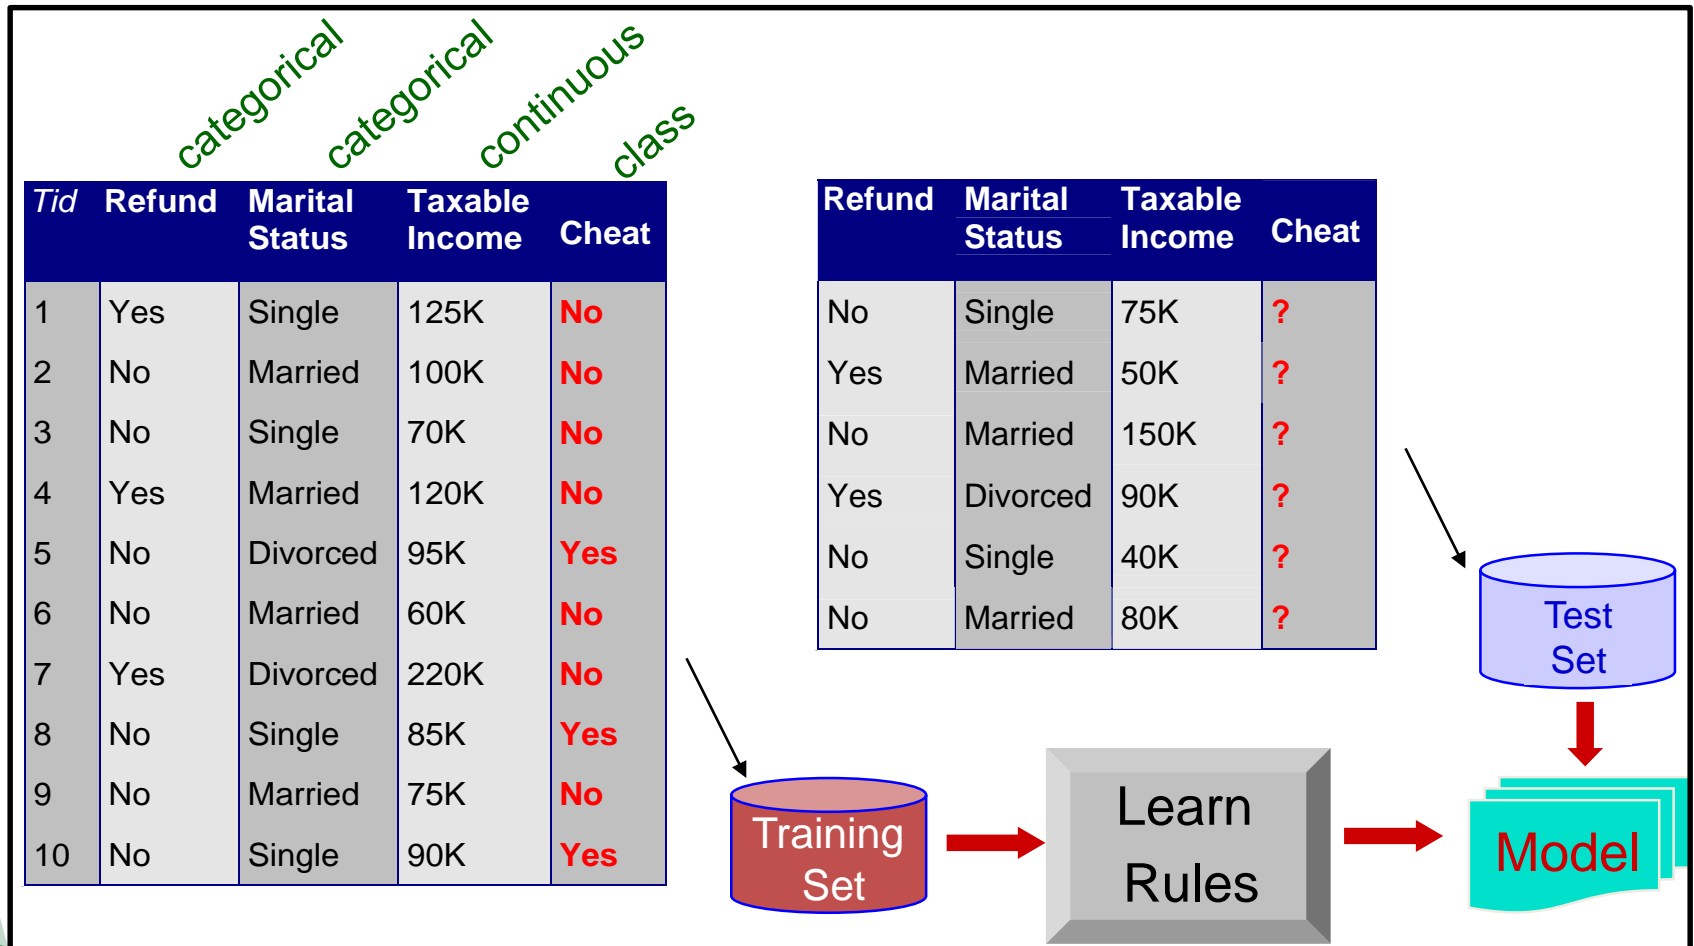 categorical
categorical
continuous
class
Tid Refund Marital Status Taxable Income Cheat
1 Yes Single 125K No
2 No Married 100K No
3 No Single 70K No
4 Yes Married 120K No
5 No Divorced 95K Yes
6 No Married 60K No
7 Yes Divorced 220K No
8 No Single 85K Yes
9 No Married 75K No
10 No Single 90K Yes
Refund Marital Status Taxable Income Cheat
No Single 75K ?
Yes Married 50K ?
No Married 150K ?
Yes Divorced 90K ?
No Single 40K ?
No Married 80K ?
Test
Set
Training
Set
Learn
Rules
Model